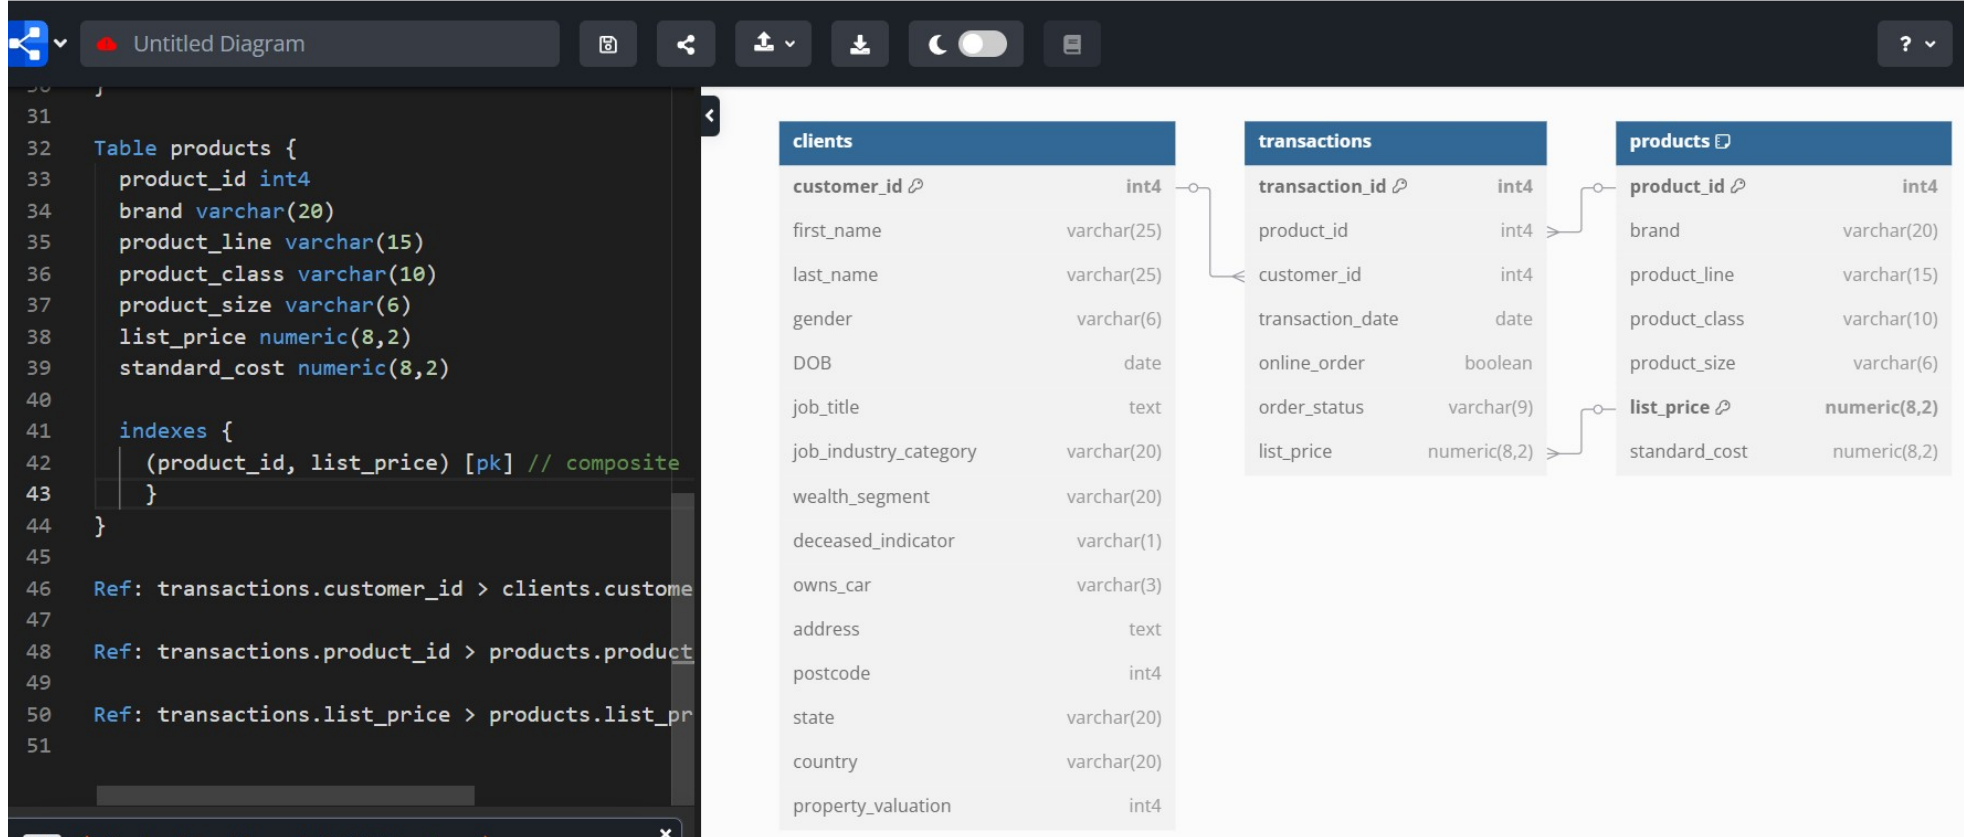 Untitled Diagram
?
31
32 Table products {
33 product_id int4
34 brand varchar(20)
35 product_line varchar(15)
36 product_class varchar(10)
37 product_size varchar(6)
38 list_price numeric(8,2)
39 standard_cost numeric(8,2)
40
41 indexes {
42 (product_id, list_price) [pk] // composite
43 }
44 }
45
46 Ref: transactions.customer_id > clients.custome
47
48 Ref: transactions.product_id > products.product
49
50 Ref: transactions.list_price > products.list_pr
51
clients
customer_id int4
first_name varchar(25)
last_name varchar(25)
gender varchar(6)
DOB date
job_title text
job_industry_category varchar(20)
wealth_segment varchar(20)
deceased_indicator varchar(1)
owns_car varchar(3)
address text
postcode int4
state varchar(20)
country varchar(20)
property_valuation int4
transactions
transaction_id int4
product_id int4
customer_id int4
transaction_date date
online_order boolean
order_status varchar(9)
list_price numeric(8,2)
products
product_id int4
brand varchar(20)
product_line varchar(15)
product_class varchar(10)
product_size varchar(6)
list_price numeric(8,2)
standard_cost numeric(8,2)